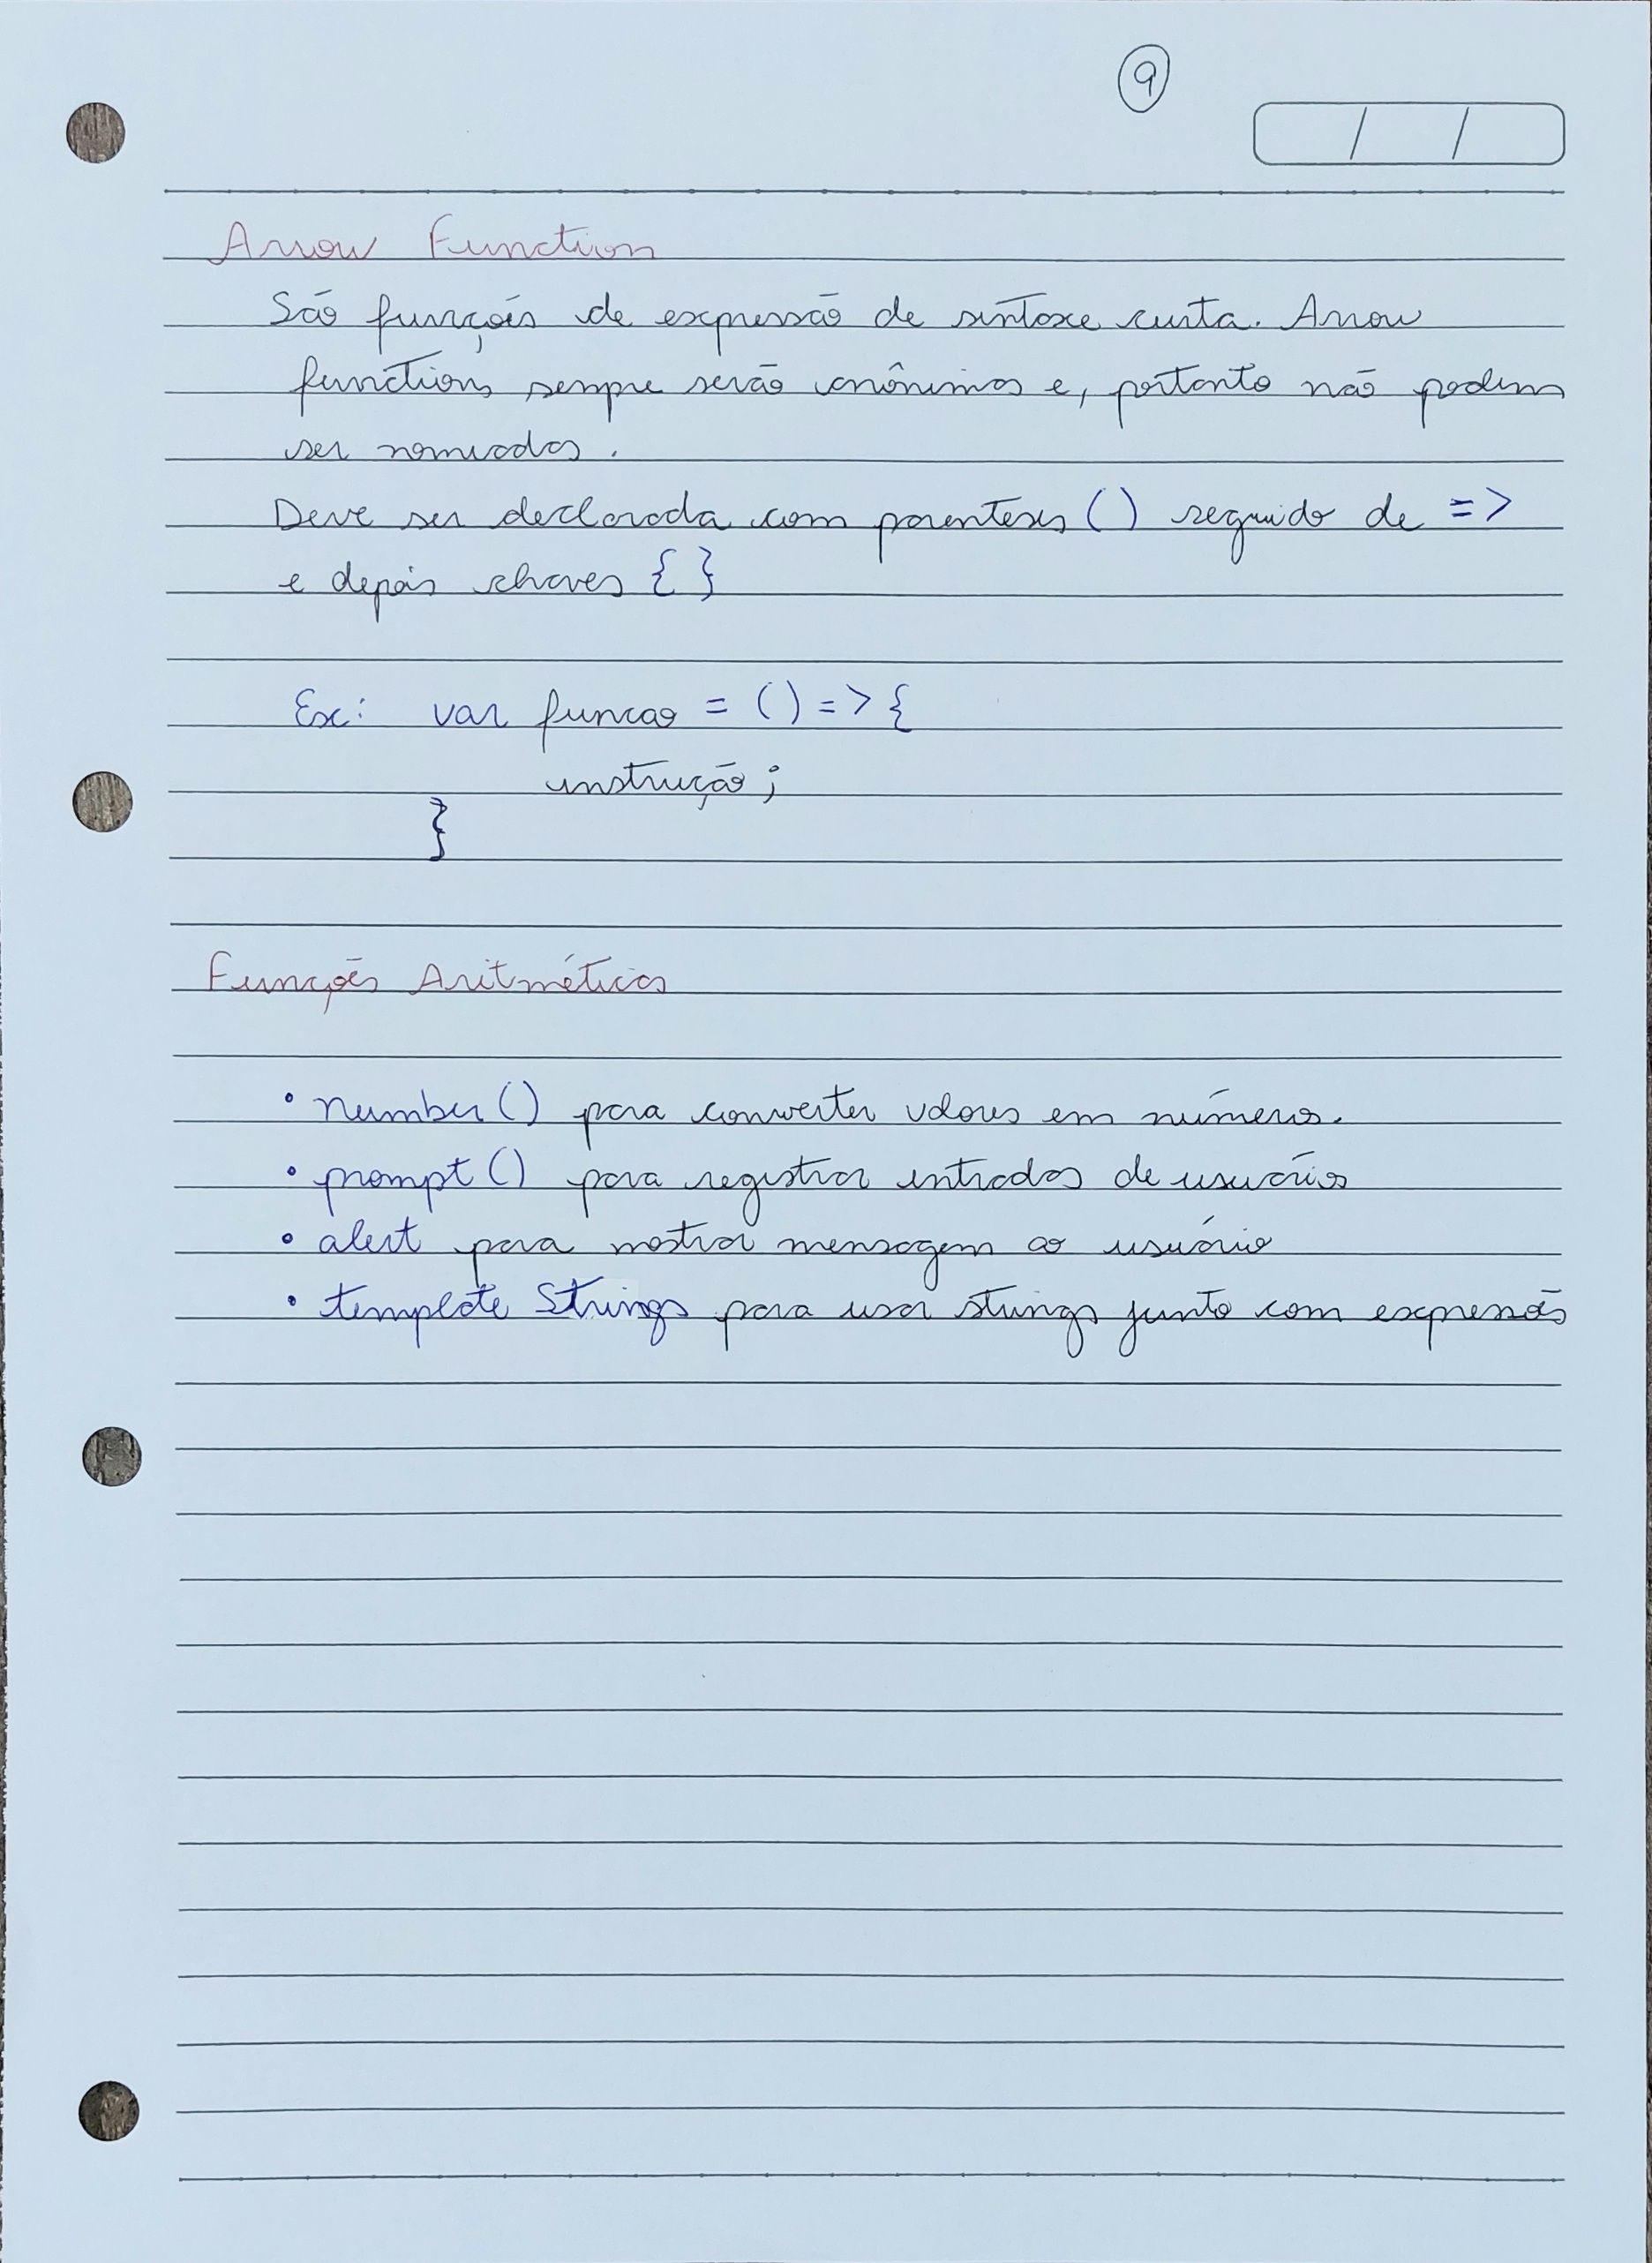 9
/ /
Arrow Function
São funções de expressão de sintaxe curta. Arrow
functions sempre serão anônimas e, portanto não podem
ser nomeadas.
Deve ser declarada com parenteses () seguido de =>
e depois chaves { }
Ex: var funcao = () => {
instrução;
}
Funções Aritméticas
• number() para converter valores em números.
• prompt() para registrar entradas de usuários
• alert para mostrar mensagem ao usuário
• template Strings para usar strings junto com expressões